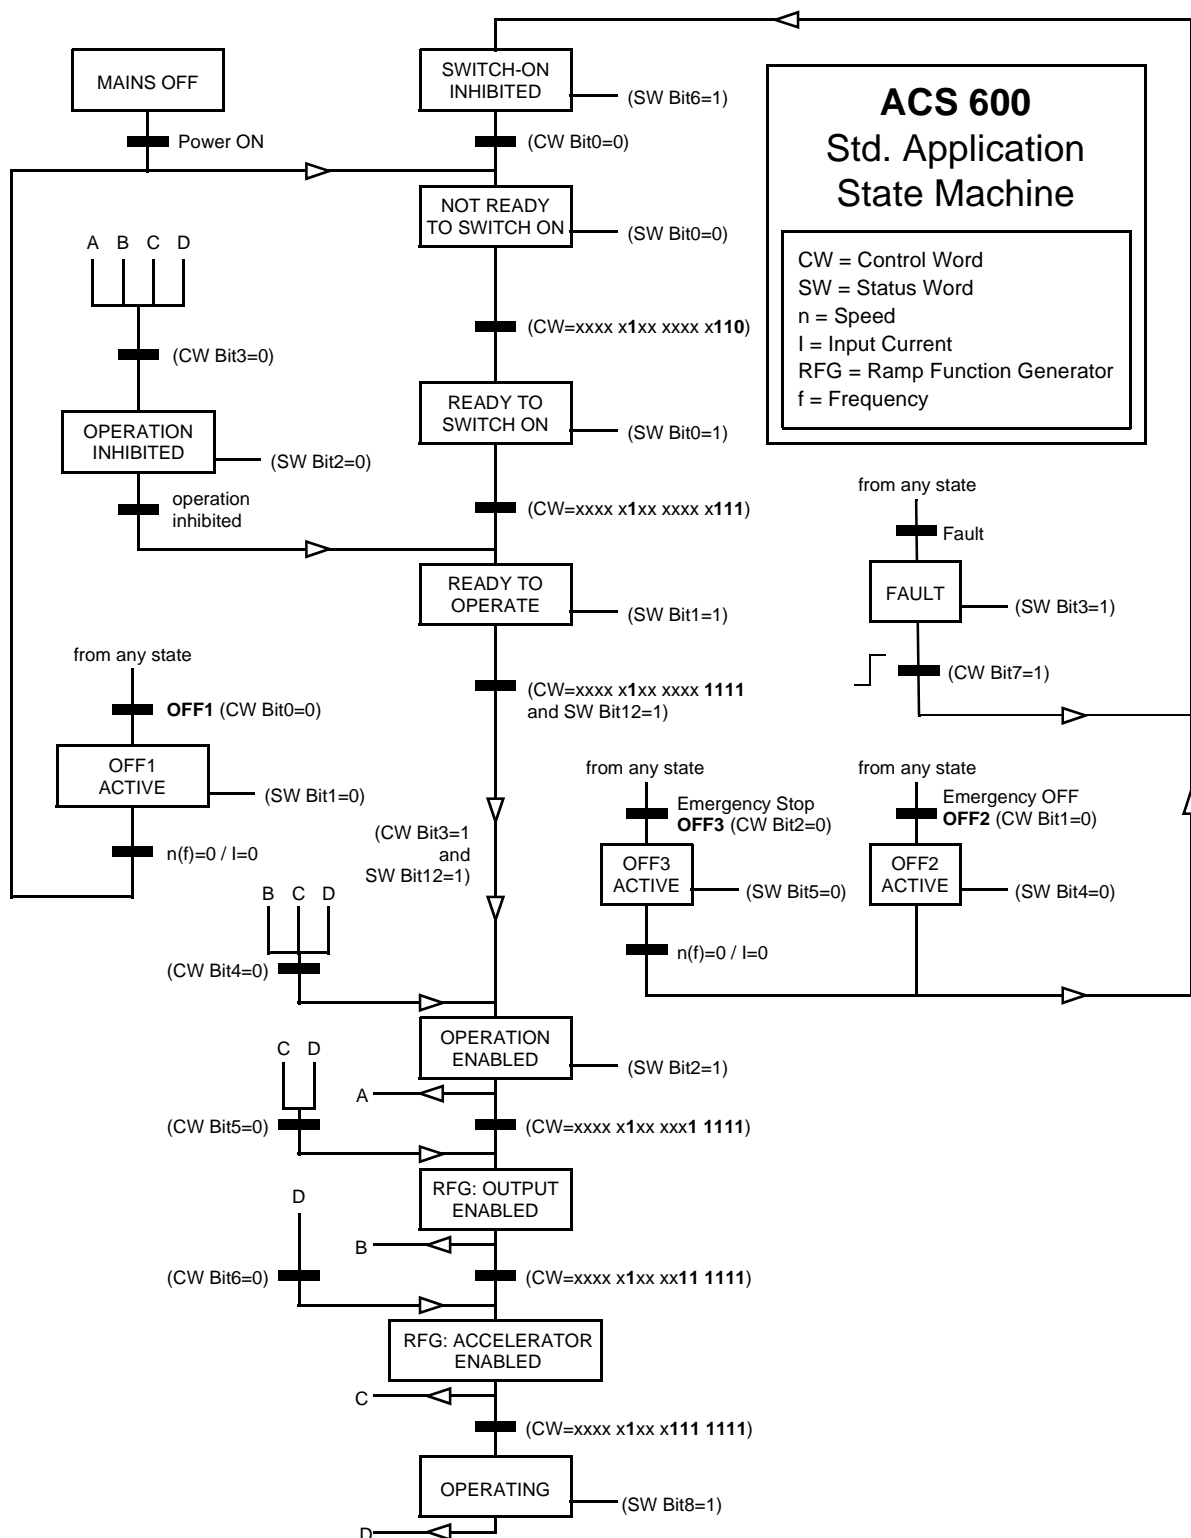 MAINS OFF
Power ON
SWITCH-ON
INHIBITED
(SW Bit6=1)
(CW Bit0=0)
ACS 600
Std. Application
State Machine
CW = Control Word
SW = Status Word
n = Speed
I = Input Current
RFG = Ramp Function Generator
f = Frequency
NOT READY
TO SWITCH ON
(SW Bit0=0)
A B C D
(CW Bit3=0)
(CW=xxxx x1xx xxxx x110)
OPERATION
INHIBITED
(SW Bit2=0)
operation
inhibited
READY TO
SWITCH ON
(SW Bit0=1)
(CW=xxxx x1xx xxxx x111)
from any state
Fault
FAULT
(SW Bit3=1)
(CW Bit7=1)
READY TO
OPERATE
(SW Bit1=1)
(CW=xxxx x1xx xxxx 1111
and SW Bit12=1)
from any state
OFF1 (CW Bit0=0)
OFF1
ACTIVE
(SW Bit1=0)
n(f)=0 / I=0
(CW Bit3=1
and
SW Bit12=1)
from any state
Emergency Stop
OFF3 (CW Bit2=0)
OFF3
ACTIVE
(SW Bit5=0)
n(f)=0 / I=0
from any state
Emergency OFF
OFF2 (CW Bit1=0)
OFF2
ACTIVE
(SW Bit4=0)
B C D
(CW Bit4=0)
OPERATION
ENABLED
(SW Bit2=1)
A
C D
(CW Bit5=0)
(CW=xxxx x1xx xxx1 1111)
RFG: OUTPUT
ENABLED
B
D
(CW Bit6=0)
(CW=xxxx x1xx xx11 1111)
RFG: ACCELERATOR
ENABLED
C
(CW=xxxx x1xx x111 1111)
OPERATING
(SW Bit8=1)
D